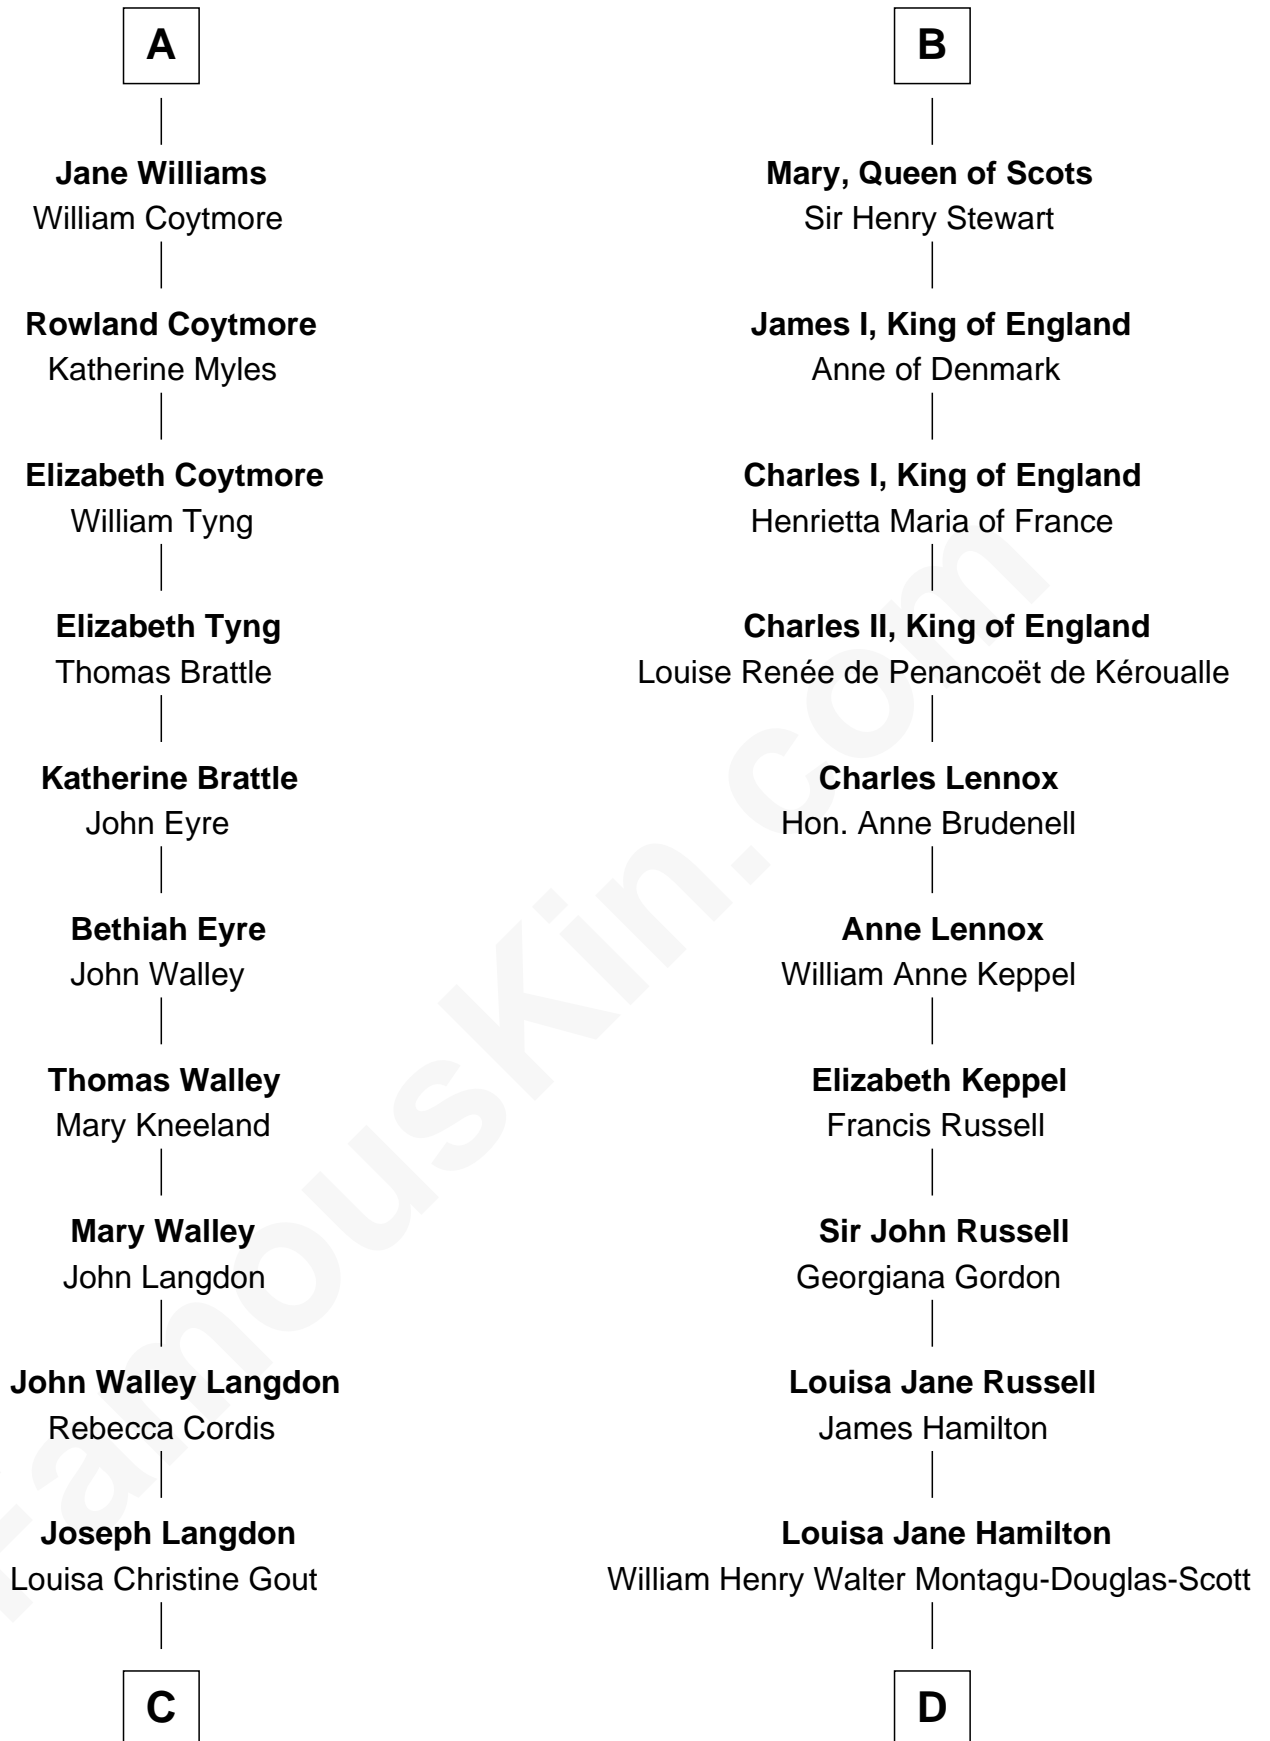 A
Jane Williams
William Coytmore
Rowland Coytmore
Katherine Myles
Elizabeth Coytmore
William Tyng
Elizabeth Tyng
Thomas Brattle
Katherine Brattle
John Eyre
Bethiah Eyre
John Walley
Thomas Walley
Mary Kneeland
Mary Walley
John Langdon
John Walley Langdon
Rebecca Cordis
Joseph Langdon
Louisa Christine Gout
C
B
Mary, Queen of Scots
Sir Henry Stewart
James I, King of England
Anne of Denmark
Charles I, King of England
Henrietta Maria of France
Charles II, King of England
Louise Renée de Penancoët de Kéroualle
Charles Lennox
Hon. Anne Brudenell
Anne Lennox
William Anne Keppel
Elizabeth Keppel
Francis Russell
Sir John Russell
Georgiana Gordon
Louisa Jane Russell
James Hamilton
Louisa Jane Hamilton
William Henry Walter Montagu-Douglas-Scott
D
FamousKin.com